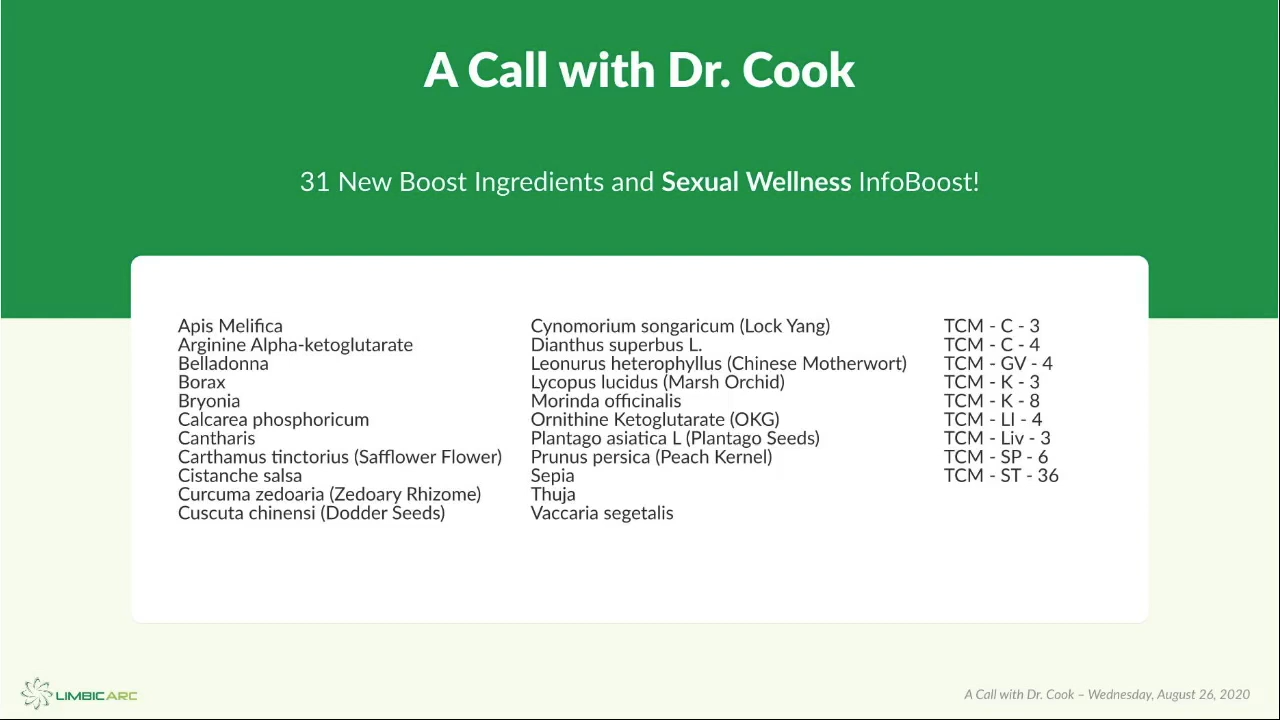 A Call with Dr. Cook
31 New Boost Ingredients and Sexual Wellness InfoBoost!
Apis Melifica
Arginine Alpha-ketoglutarate
Belladonna
Borax
Bryonia
Calcarea phosphoricum
Cantharis
Carthamus tinctorius (Safflower Flower)
Cistanche salsa
Curcuma zedoaria (Zedoary Rhizome)
Cuscuta chinensi (Dodder Seeds)
Cynomorium songaricum (Lock Yang)
Dianthus superbus L.
Leonurus heterophyllus (Chinese Motherwort)
Lycopus lucidus (Marsh Orchid)
Morinda officinalis
Ornithine Ketoglutarate (OKG)
Plantago asiatica L (Plantago Seeds)
Prunus persica (Peach Kernel)
Sepia
Thuja
Vaccaria segetalis
TCM - C - 3
TCM - C - 4
TCM - GV - 4
TCM - K - 3
TCM - K - 8
TCM - LI - 4
TCM - Liv - 3
TCM - SP - 6
TCM - ST - 36
LIMBIC ARC
A Call with Dr. Cook – Wednesday, August 26, 2020